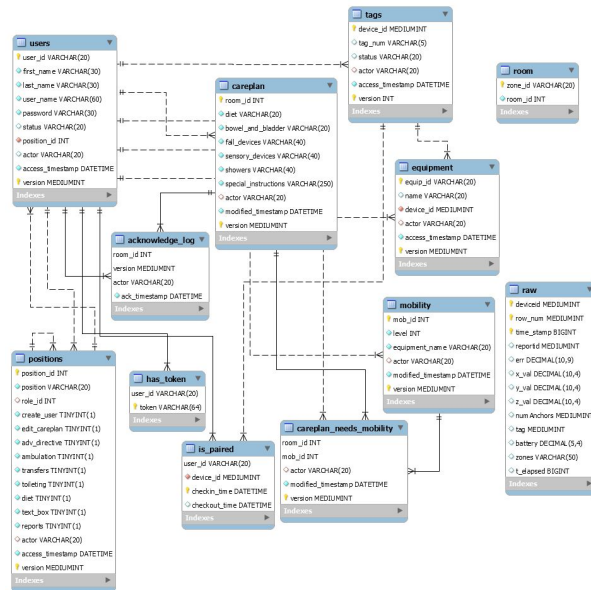 users
user_id VARCHAR(20)
first_name VARCHAR(30)
last_name VARCHAR(30)
user_name VARCHAR(60)
password VARCHAR(30)
status VARCHAR(20)
position_id INT
actor VARCHAR(20)
access_timestamp DATETIME
version MEDIUMINT
Indexes
careplan
room_id INT
diet VARCHAR(20)
bowel_and_bladder VARCHAR(20)
fall_devices VARCHAR(40)
sensory_devices VARCHAR(40)
showers VARCHAR(40)
special_instructions VARCHAR(250)
actor VARCHAR(20)
modified_timestamp DATETIME
version MEDIUMINT
Indexes
tags
device_id MEDIUMINT
tag_num VARCHAR(5)
status VARCHAR(20)
actor VARCHAR(20)
access_timestamp DATETIME
version INT
Indexes
room
zone_id VARCHAR(20)
room_id INT
Indexes
equipment
equip_id VARCHAR(20)
name VARCHAR(20)
device_id MEDIUMINT
actor VARCHAR(20)
access_timestamp DATETIME
version MEDIUMINT
Indexes
acknowledge_log
room_id INT
version MEDIUMINT
actor VARCHAR(20)
ack_timestamp DATETIME
Indexes
mobility
mob_id INT
level INT
equipment_name VARCHAR(20)
actor VARCHAR(20)
modified_timestamp DATETIME
version MEDIUMINT
Indexes
raw
deviceid MEDIUMINT
row_num MEDIUMINT
time_stamp BIGINT
reportid MEDIUMINT
err DECIMAL(10,9)
x_val DECIMAL(10,4)
y_val DECIMAL(10,4)
z_val DECIMAL(10,4)
numAnchors MEDIUMINT
tag MEDIUMINT
battery DECIMAL(5,4)
zones VARCHAR(50)
t_elapsed BIGINT
Indexes
positions
position_id INT
position VARCHAR(20)
role_id INT
create_user TINYINT(1)
edit_careplan TINYINT(1)
adv_directive TINYINT(1)
ambulation TINYINT(1)
transfers TINYINT(1)
toileting TINYINT(1)
diet TINYINT(1)
text_box TINYINT(1)
reports TINYINT(1)
actor VARCHAR(20)
access_timestamp DATETIME
version MEDIUMINT
Indexes
has_token
user_id VARCHAR(20)
token VARCHAR(64)
Indexes
is_paired
user_id VARCHAR(20)
device_id MEDIUMINT
checkin_time DATETIME
checkout_time DATETIME
Indexes
careplan_needs_mobility
room_id INT
mob_id INT
actor VARCHAR(20)
modified_timestamp DATETIME
version MEDIUMINT
Indexes